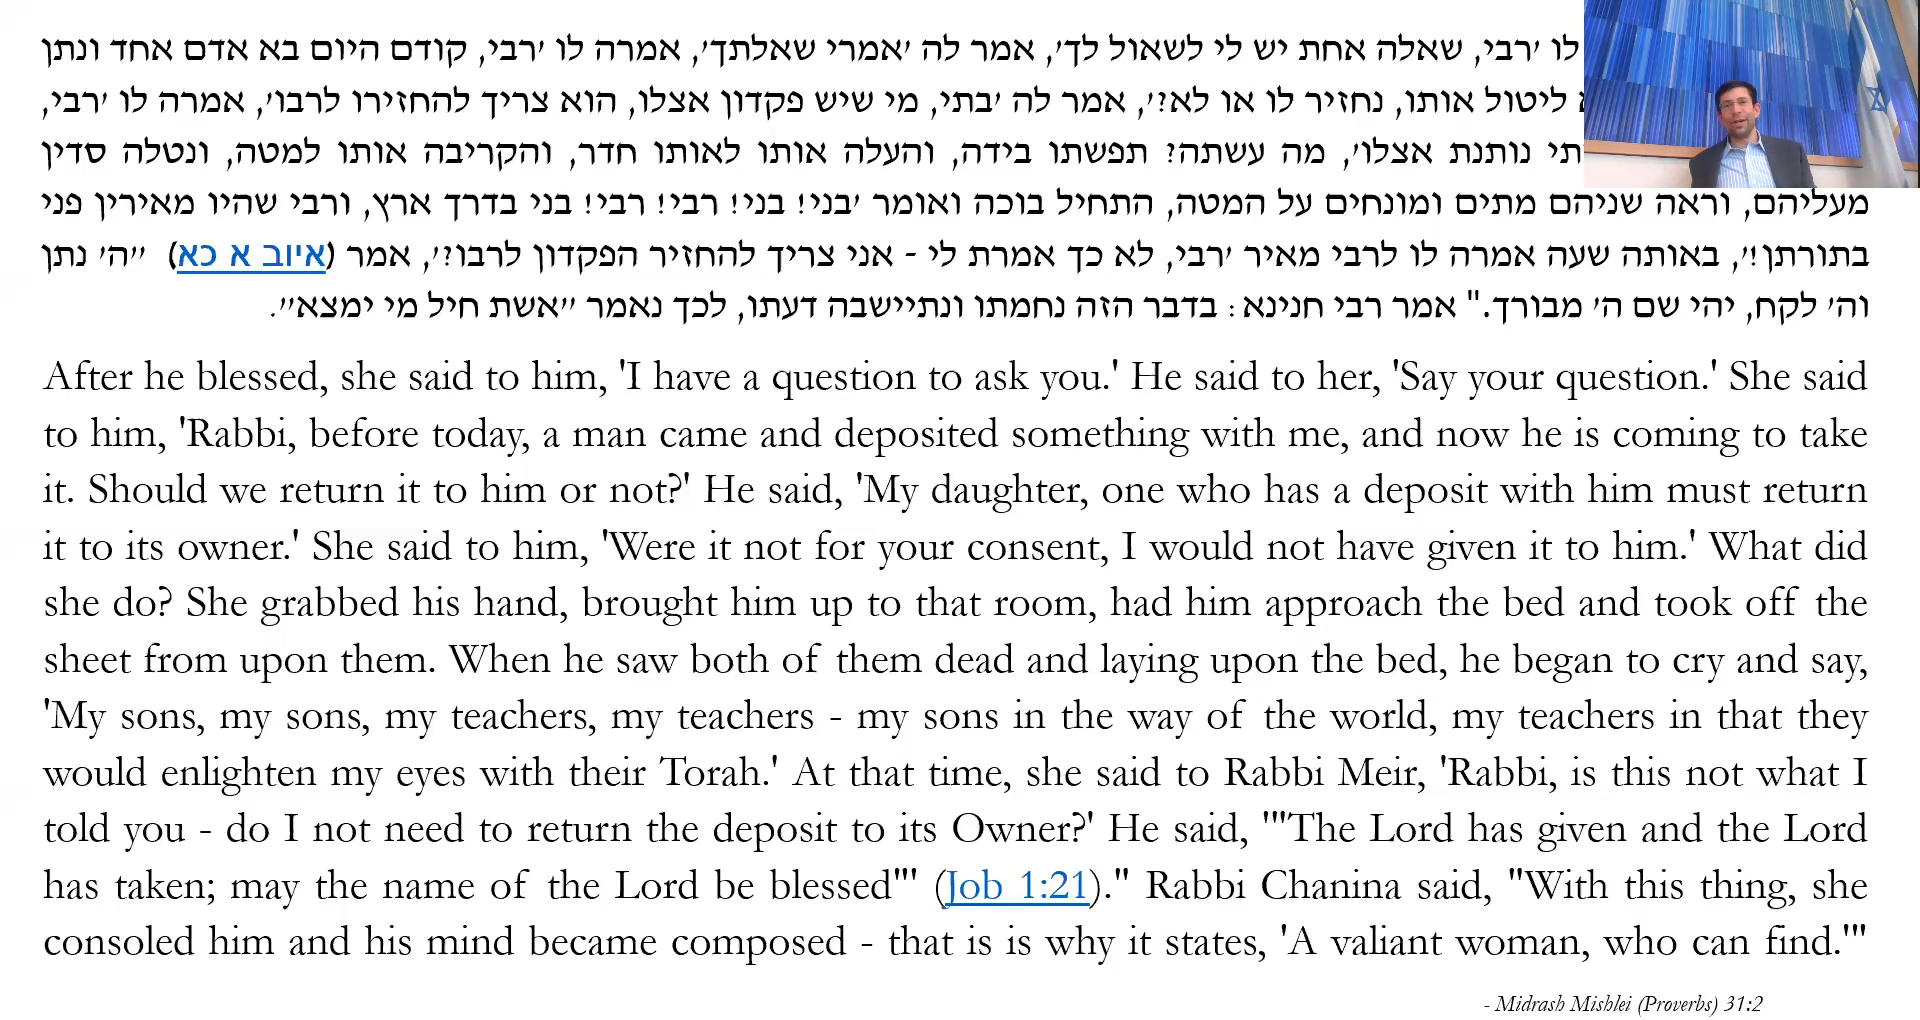 לו 'רבי, שאלה אחת יש לי לשאול לך', אמר לה 'אמרי שאלתך', אמרה לו 'רבי, קודם היום בא אדם אחד ונתן
ליטול אותו, נחזיר לו או לא?', אמר לה 'בתי, מי שיש פקדון אצלו, הוא צריך להחזירו לרבו', אמרה לו 'רבי,
תי נותנת אצלו', מה עשתה? תפשתו בידה, והעלה אותו לאותו חדר, והקריבה אותו למטה, ונטלה סדין
מעליהם, וראה שניהם מתים ומונחים על המטה, התחיל בוכה ואומר 'בני! בני! רבי! רבי! בני בדרך ארץ, ורבי שהיו מאירין פני
בתורתן!', באותה שעה אמרה לו לרבי מאיר 'רבי, לא כך אמרת לי - אני צריך להחזיר הפקדון לרבו?', אמר (איוב א כא) ''ה' נתן
וה' לקח, יהי שם ה' מבורך." אמר רבי חנינא: בדבר הזה נחמתו ונתיישבה דעתו, לכך נאמר ''אשת חיל מי ימצא''.
After he blessed, she said to him, 'I have a question to ask you.' He said to her, 'Say your question.' She said
to him, 'Rabbi, before today, a man came and deposited something with me, and now he is coming to take
it. Should we return it to him or not?' He said, 'My daughter, one who has a deposit with him must return
it to its owner.' She said to him, 'Were it not for your consent, I would not have given it to him.' What did
she do? She grabbed his hand, brought him up to that room, had him approach the bed and took off the
sheet from upon them. When he saw both of them dead and laying upon the bed, he began to cry and say,
'My sons, my sons, my teachers, my teachers - my sons in the way of the world, my teachers in that they
would enlighten my eyes with their Torah.' At that time, she said to Rabbi Meir, 'Rabbi, is this not what I
told you - do I not need to return the deposit to its Owner?' He said, '"'The Lord has given and the Lord
has taken; may the name of the Lord be blessed"'' (Job 1:21)." Rabbi Chanina said, "With this thing, she
consoled him and his mind became composed - that is is why it states, 'A valiant woman, who can find.'"
- Midrash Mishlei (Proverbs) 31:2